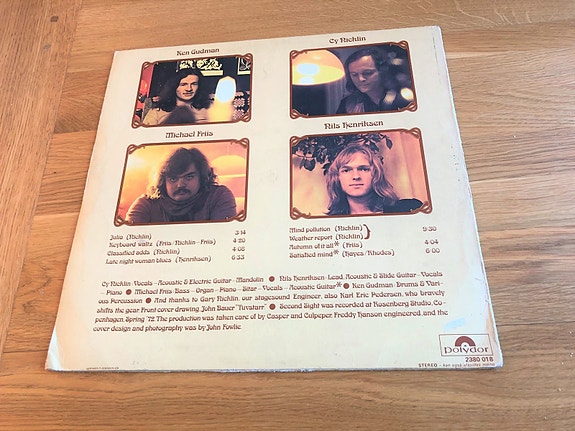 Ken Gudman
Cy Nicklin
Michael Friis
Nils Henriksen
Julia (Nicklin) 3:14
Keyboard waltz (Friis-Nicklin-Friis) 4:20
Classified adds (Nicklin) 4:08
Late night woman blues (Henriksen) 6:33
Mind pollution (Nicklin)
Weather report (Nicklin) } 9:30
Autumn of it all * (Friis) 4:04
Satisfied mind * (Hayes/Rhodes) 6:00
Cy Nicklin-Vocals-Acoustic & Electric Guitar-Mandolin ● Nils Henriksen-Lead, Acoustic & Slide Guitar-Vocals
-Piano ● Michael Friis: Bass-Organ-Piano-Sitar-Vocals-Acoustic Guitar* ● Ken Gudman: Drums & Vari-
ous Percussion ● And thanks to Gary Nicklin, our stagesound Engineer, also Karl Eric Pedersen, who bravely
shifts the gear. Front cover drawing John Bauer "Tuvstarr". ● Second Sight was recorded at Rosenberg Studio, Co-
penhagen, Spring '72. The production was taken care of by Casper and Culpeper, Freddy Hanson engineered, and the
cover design and photography was by John Fowlie.
Polydor
2380 018
STEREO - Kan også afspilles mono